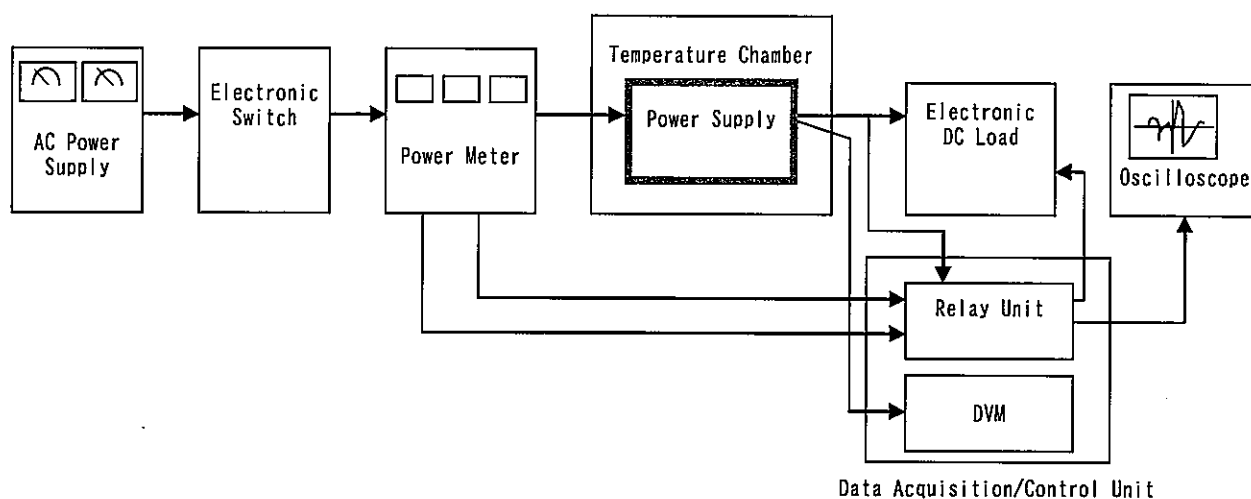 AC Power
Supply
Electronic
Switch
Power Meter
Temperature Chamber
Power Supply
Electronic
DC Load
Oscilloscope
Relay Unit
DVM
Data Acquisition/Control Unit